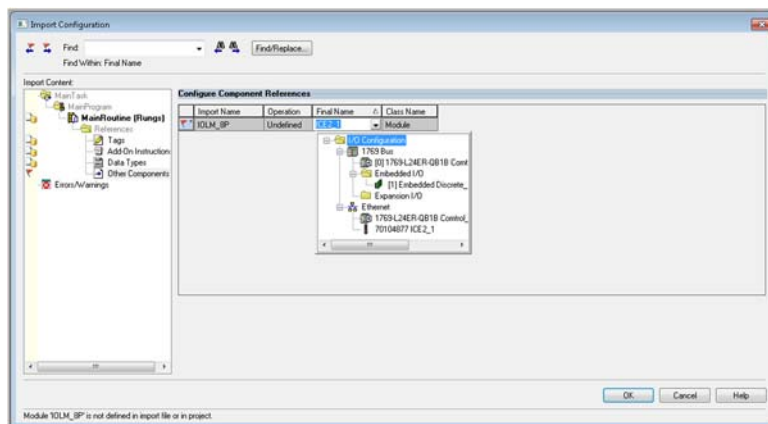 Import Configuration
Find:
Find/Replace...
Find Within: Final Name
Import Content:
MainTask
MainProgram
MainRoutine (Rungs)
References
Tags
Add-On Instruction
Data Types
Other Components
Errors/Warnings
Configure Component References
Import Name Operation Final Name Class Name
IOLM_8P Undefined ICE2_1 Module
I/O Configuration
1769 Bus
[0] 1769-L24ER-QB1B Cont
Embedded I/O
[1] Embedded Discrete_
Expansion I/O
Ethernet
1769-L24ER-QB1B Control_
70104877 ICE2_1
OK Cancel Help
Module 'IOLM_8P' is not defined in import file or in project.